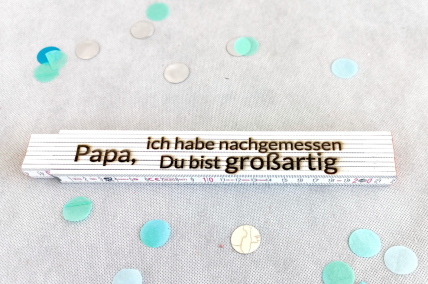 Papa,
ich habe nachgemessen
Du bist großartig